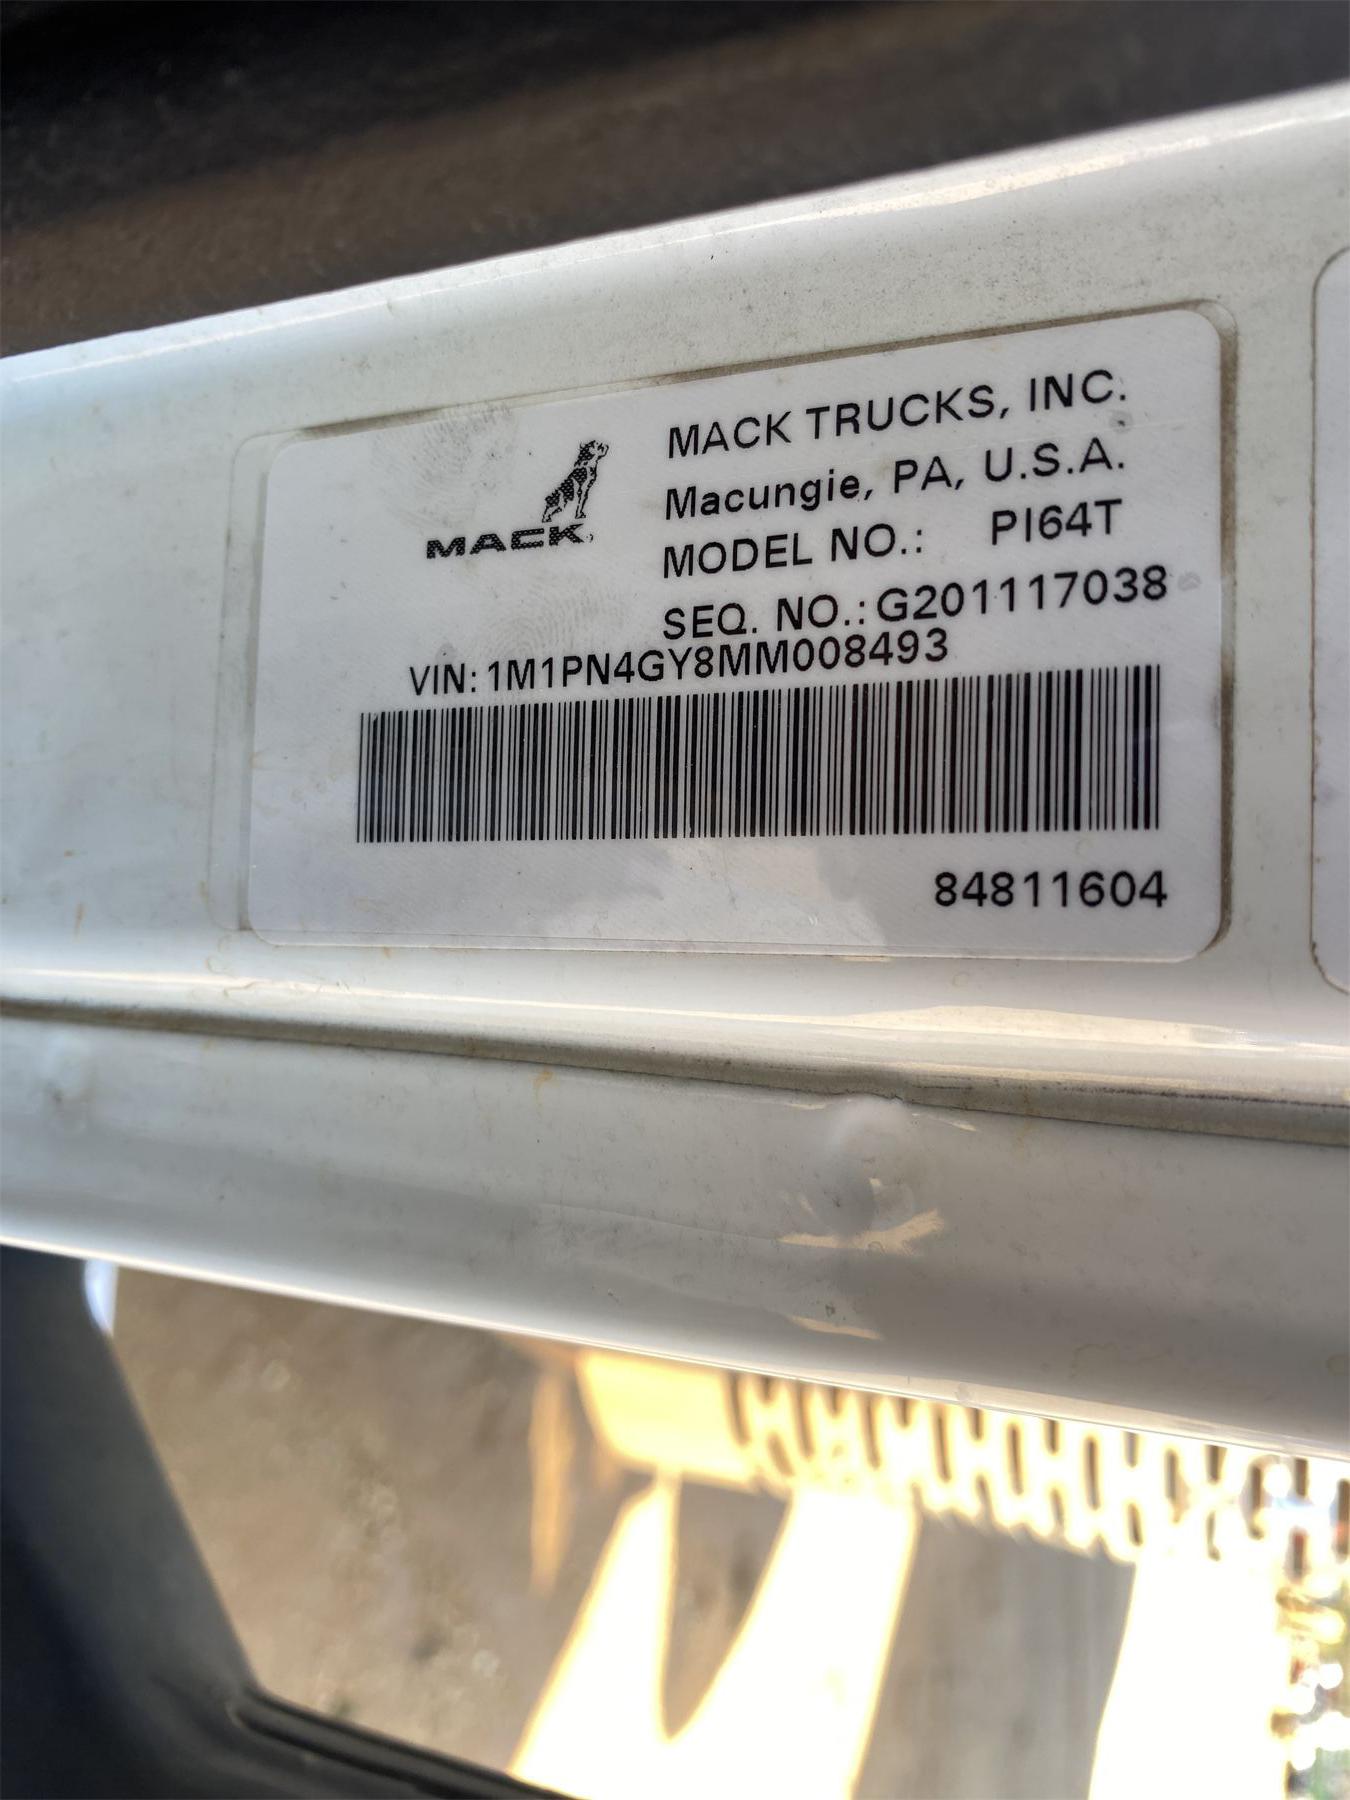 MACK
MACK TRUCKS, INC.
Macungie, PA, U.S.A.
MODEL NO.: PI64T
SEQ. NO.: G201117038
VIN: 1M1PN4GY8MM008493
84811604